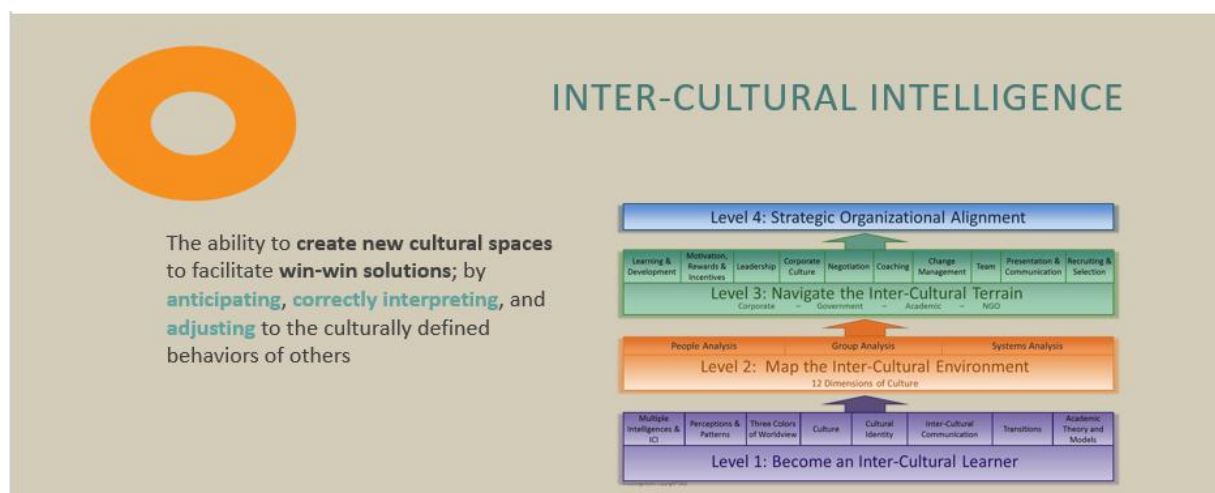 INTER-CULTURAL INTELLIGENCE
The ability to create new cultural spaces
to facilitate win-win solutions; by
anticipating, correctly interpreting, and
adjusting to the culturally defined
behaviors of others
Level 4: Strategic Organizational Alignment
Learning & Development
Motivation, Rewards & Incentives
Leadership
Corporate Culture
Negotiation
Coaching
Change Management
Team
Presentation & Communication
Recruiting & Selection
Level 3: Navigate the Inter-Cultural Terrain
Corporate – Government – Academic – NGO
People Analysis
Group Analysis
Systems Analysis
Level 2: Map the Inter-Cultural Environment
12 Dimensions of Culture
Multiple Intelligences & ICI
Perceptions & Patterns
Three Colors of Worldview
Culture
Cultural Identity
Inter-Cultural Communication
Transitions
Academic Theory and Models
Level 1: Become an Inter-Cultural Learner